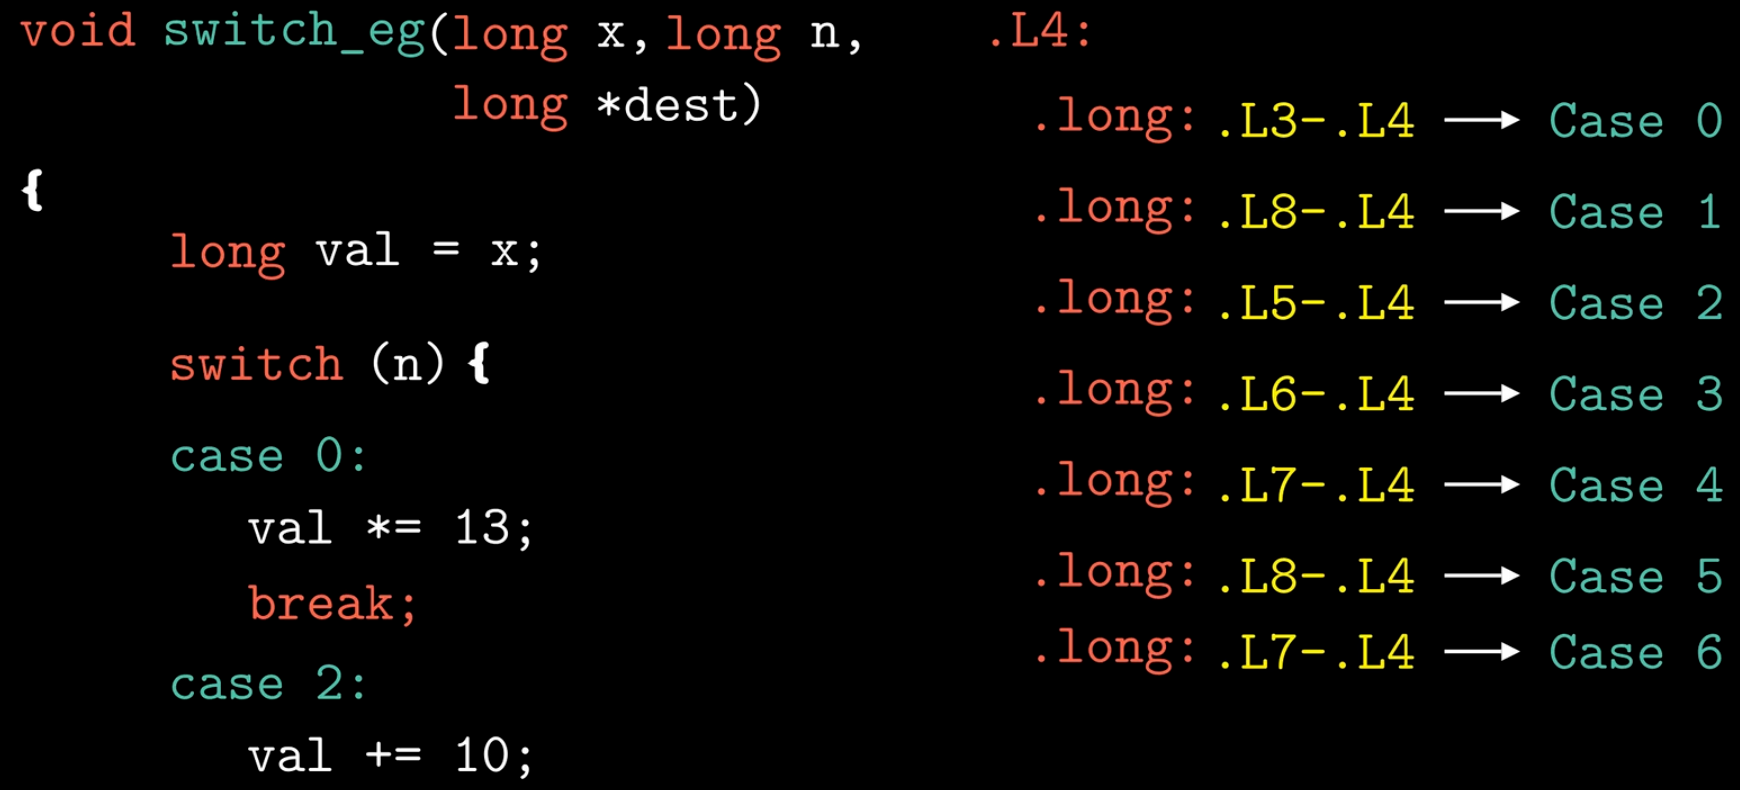 void switch_eg(long x, long n,
long *dest)
{
long val = x;
switch (n) {
case 0:
val *= 13;
break;
case 2:
val += 10;
.L4:
.long: .L3-.L4 ⟶ Case 0
.long: .L8-.L4 ⟶ Case 1
.long: .L5-.L4 ⟶ Case 2
.long: .L6-.L4 ⟶ Case 3
.long: .L7-.L4 ⟶ Case 4
.long: .L8-.L4 ⟶ Case 5
.long: .L7-.L4 ⟶ Case 6